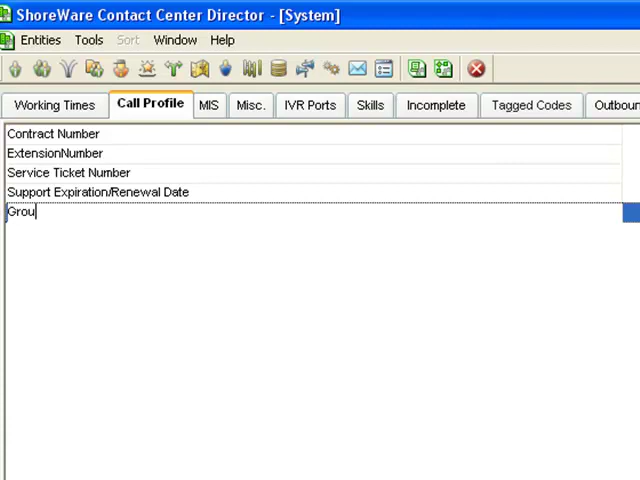 ShoreWare Contact Center Director - [System]
Entities Tools Sort Window Help
Working Times Call Profile MIS Misc. IVR Ports Skills Incomplete Tagged Codes Outboun
Contract Number
ExtensionNumber
Service Ticket Number
Support Expiration/Renewal Date
Grou